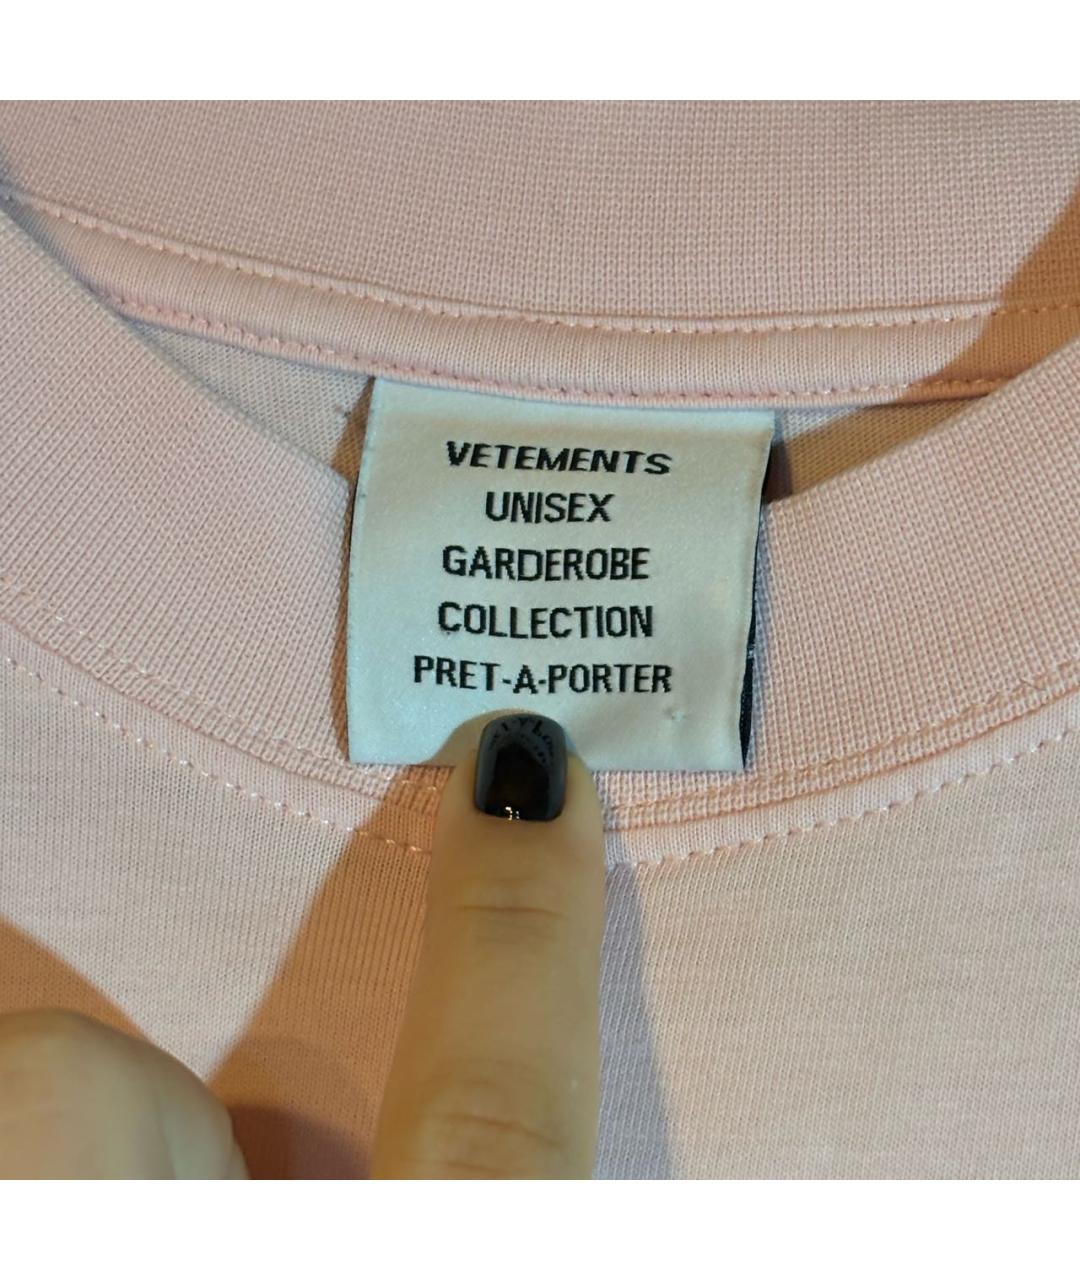 VETEMENTS
UNISEX
GARDEROBE
COLLECTION
PRET-A-PORTER